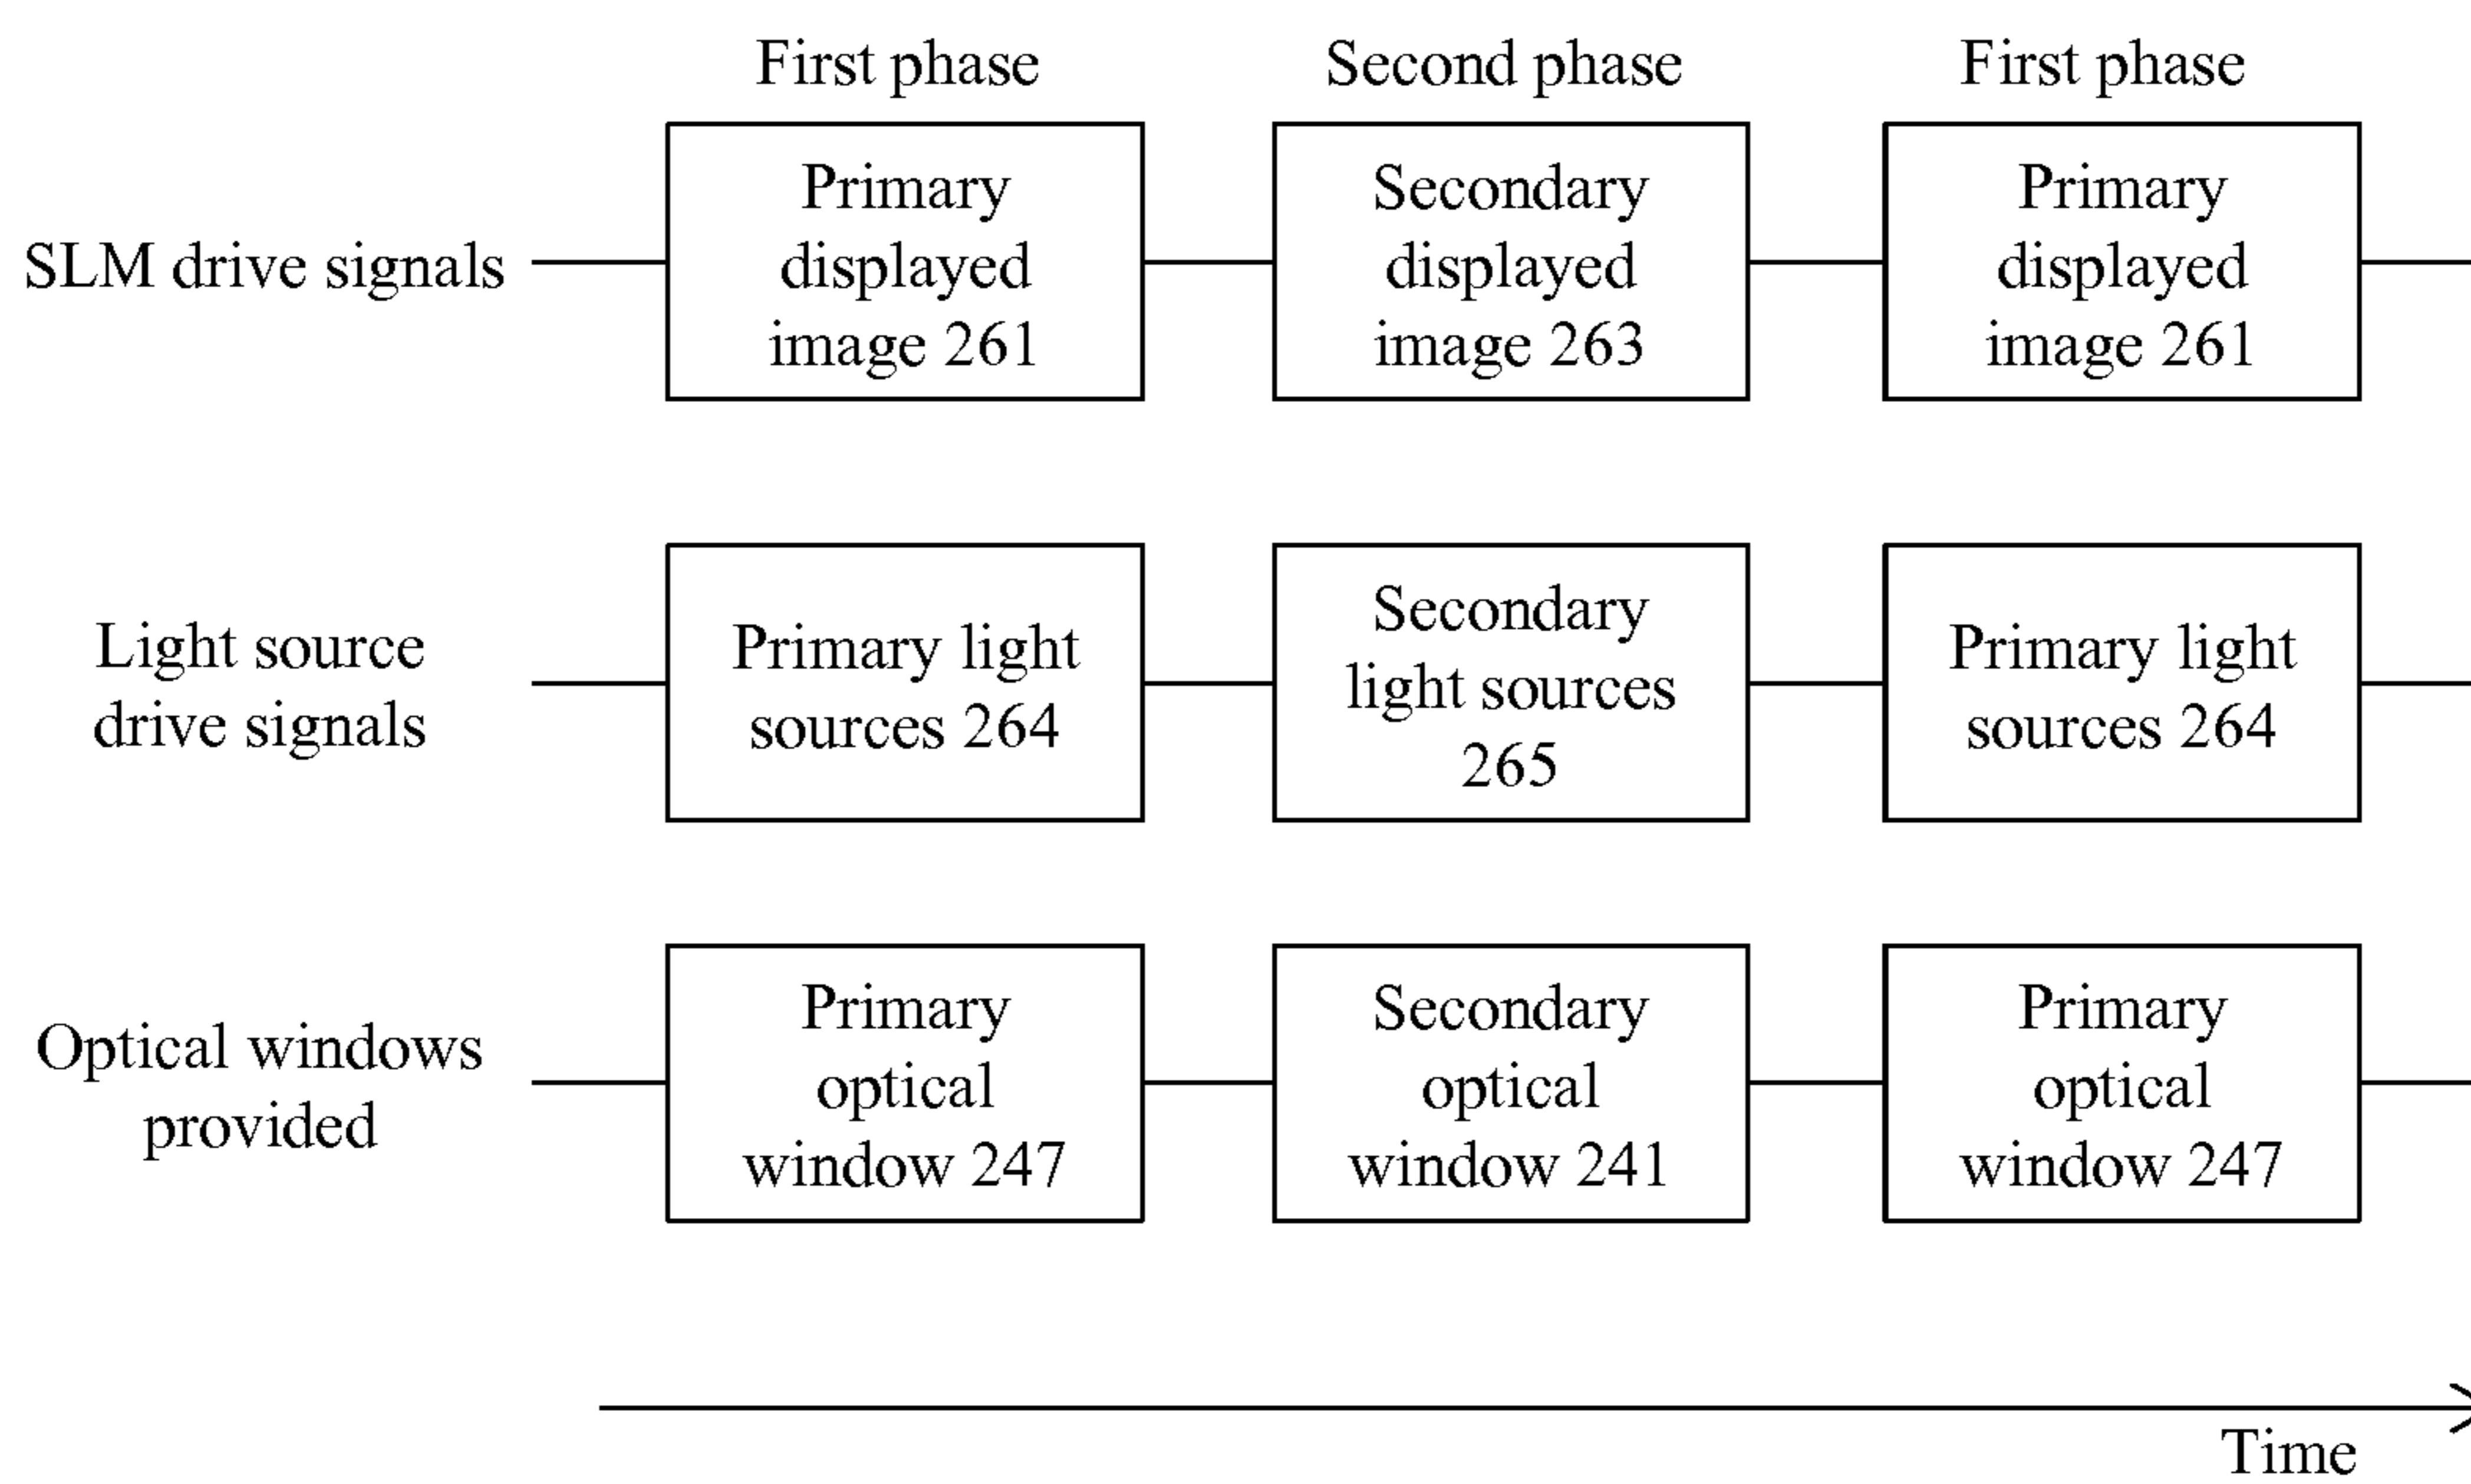 First phase
Second phase
First phase
SLM drive signals
Primary
displayed
image 261
Secondary
displayed
image 263
Primary
displayed
image 261
Light source
drive signals
Primary light
sources 264
Secondary
light sources
265
Primary light
sources 264
Optical windows
provided
Primary
optical
window 247
Secondary
optical
window 241
Primary
optical
window 247
Time